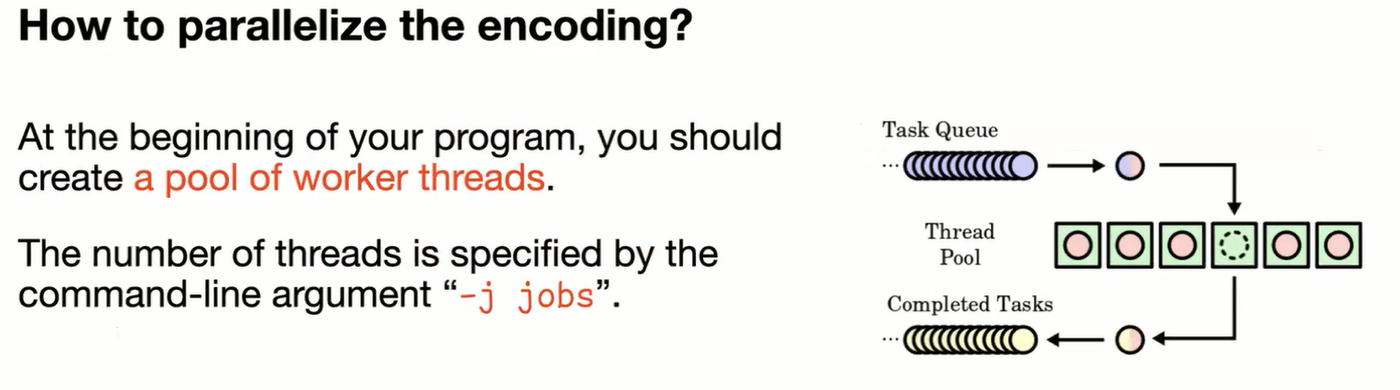 How to parallelize the encoding?
At the beginning of your program, you should
create a pool of worker threads.
The number of threads is specified by the
command-line argument “-j jobs”.
Task Queue
...
Thread
Pool
Completed Tasks
...